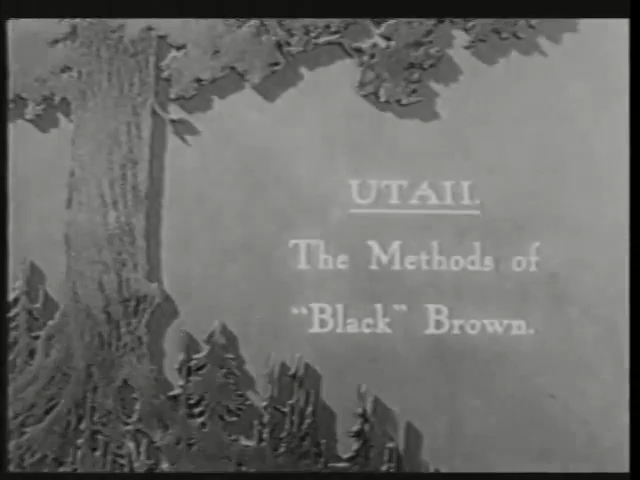 UTAH.
The Methods of
“Black” Brown.